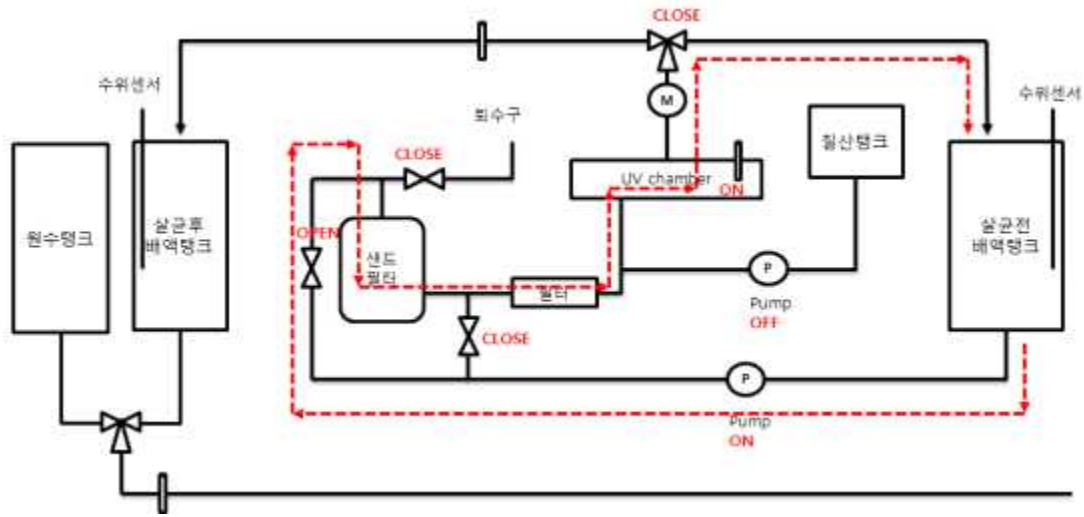 CLOSE
수위센서
수위센서
퇴수구
CLOSE
M
질산탱크
UV chamber
ON
원수탱크
살균후
배액탱크
OPEN
샌드
필터
살균전
배액탱크
필터
P
Pump
OFF
CLOSE
P
Pump
ON